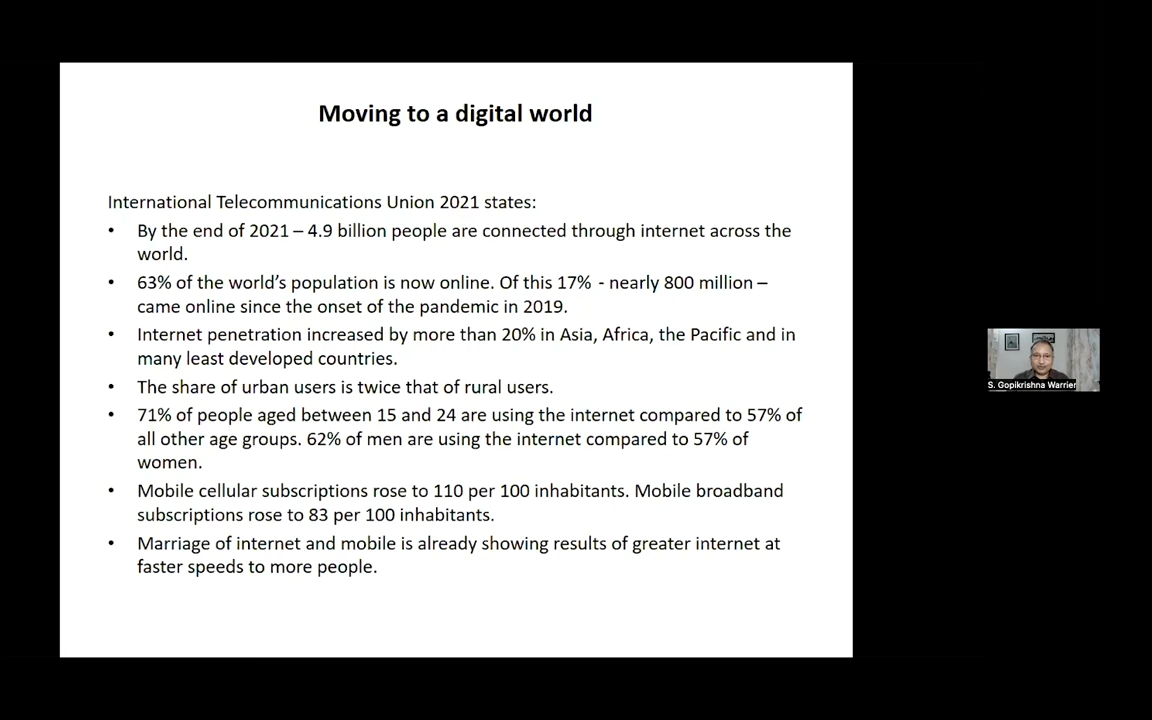 Moving to a digital world
International Telecommunications Union 2021 states:
• By the end of 2021 – 4.9 billion people are connected through internet across the
world.
• 63% of the world's population is now online. Of this 17% - nearly 800 million –
came online since the onset of the pandemic in 2019.
• Internet penetration increased by more than 20% in Asia, Africa, the Pacific and in
many least developed countries.
• The share of urban users is twice that of rural users.
• 71% of people aged between 15 and 24 are using the internet compared to 57% of
all other age groups. 62% of men are using the internet compared to 57% of
women.
• Mobile cellular subscriptions rose to 110 per 100 inhabitants. Mobile broadband
subscriptions rose to 83 per 100 inhabitants.
• Marriage of internet and mobile is already showing results of greater internet at
faster speeds to more people.
S. Gopikrishna Warrier